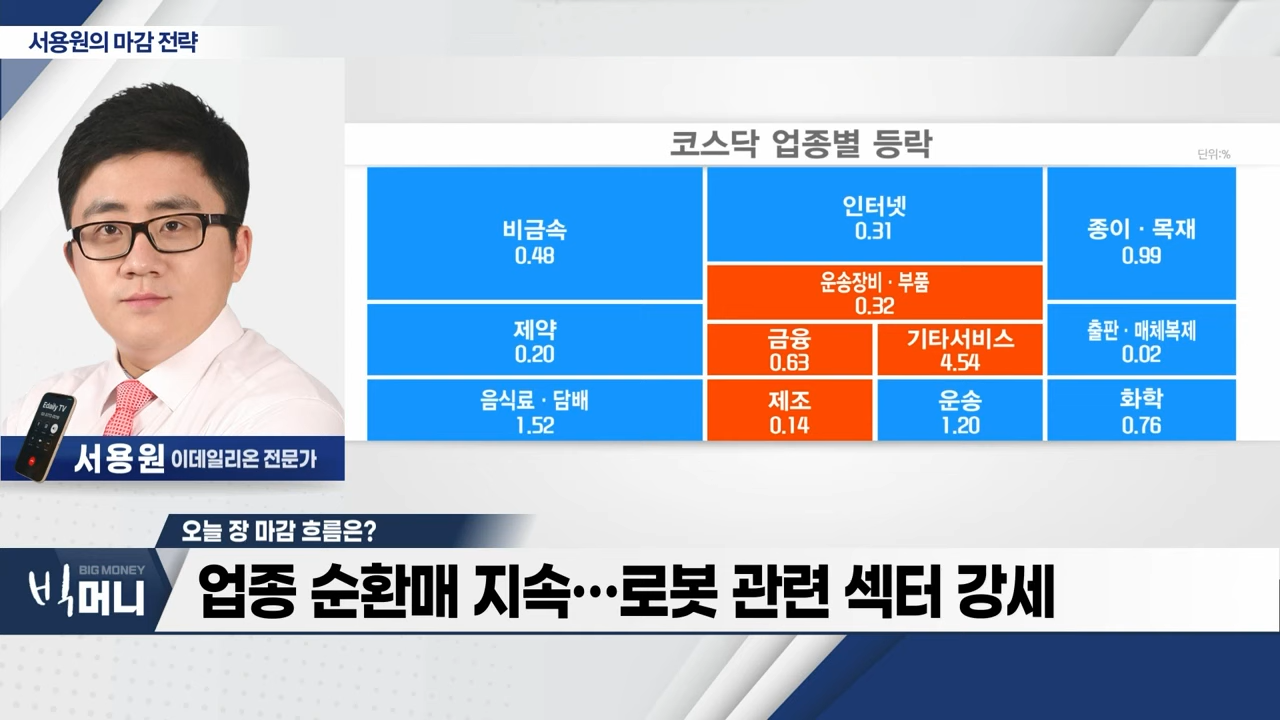 서용원의 마감 전략
코스닥 업종별 등락
단위:%
비금속
0.48
인터넷
0.31
종이·목재
0.99
운송장비·부품
0.32
제약
0.20
금융
0.63
기타서비스
4.54
출판·매체복제
0.02
음식료·담배
1.52
제조
0.14
운송
1.20
화학
0.76
Edaily TV
서용원 이데일리온 전문가
오늘 장 마감 흐름은?
BIG MONEY
빅머니
업종 순환매 지속…로봇 관련 섹터 강세